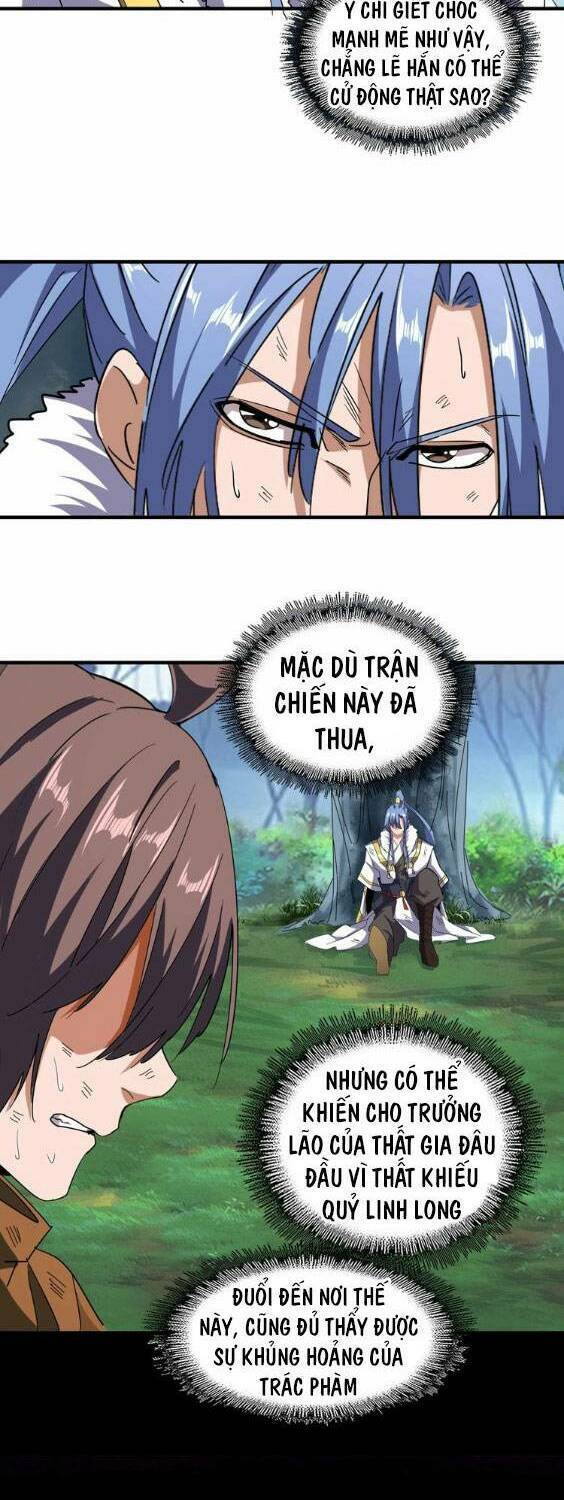 Ý CHÍ GIẾT CHÓC
MẠNH MẼ NHƯ VẬY,
CHẲNG LẼ HẮN CÓ THỂ
CỬ ĐỘNG THẬT SAO?
MẶC DÙ TRẬN
CHIẾN NÀY ĐÃ
THUA,
NHƯNG CÓ THỂ
KHIẾN CHO TRƯỞNG
LÃO CỦA THẤT GIA ĐÂU
ĐẦU VÌ THẤT KHIẾU
QUỶ LINH LONG
ĐUỔI ĐẾN NƠI THẾ
NÀY, CŨNG ĐỦ THẨY ĐƯỢC
SỰ KHỦNG HOẢNG CỦA
TRÁC PHÀM